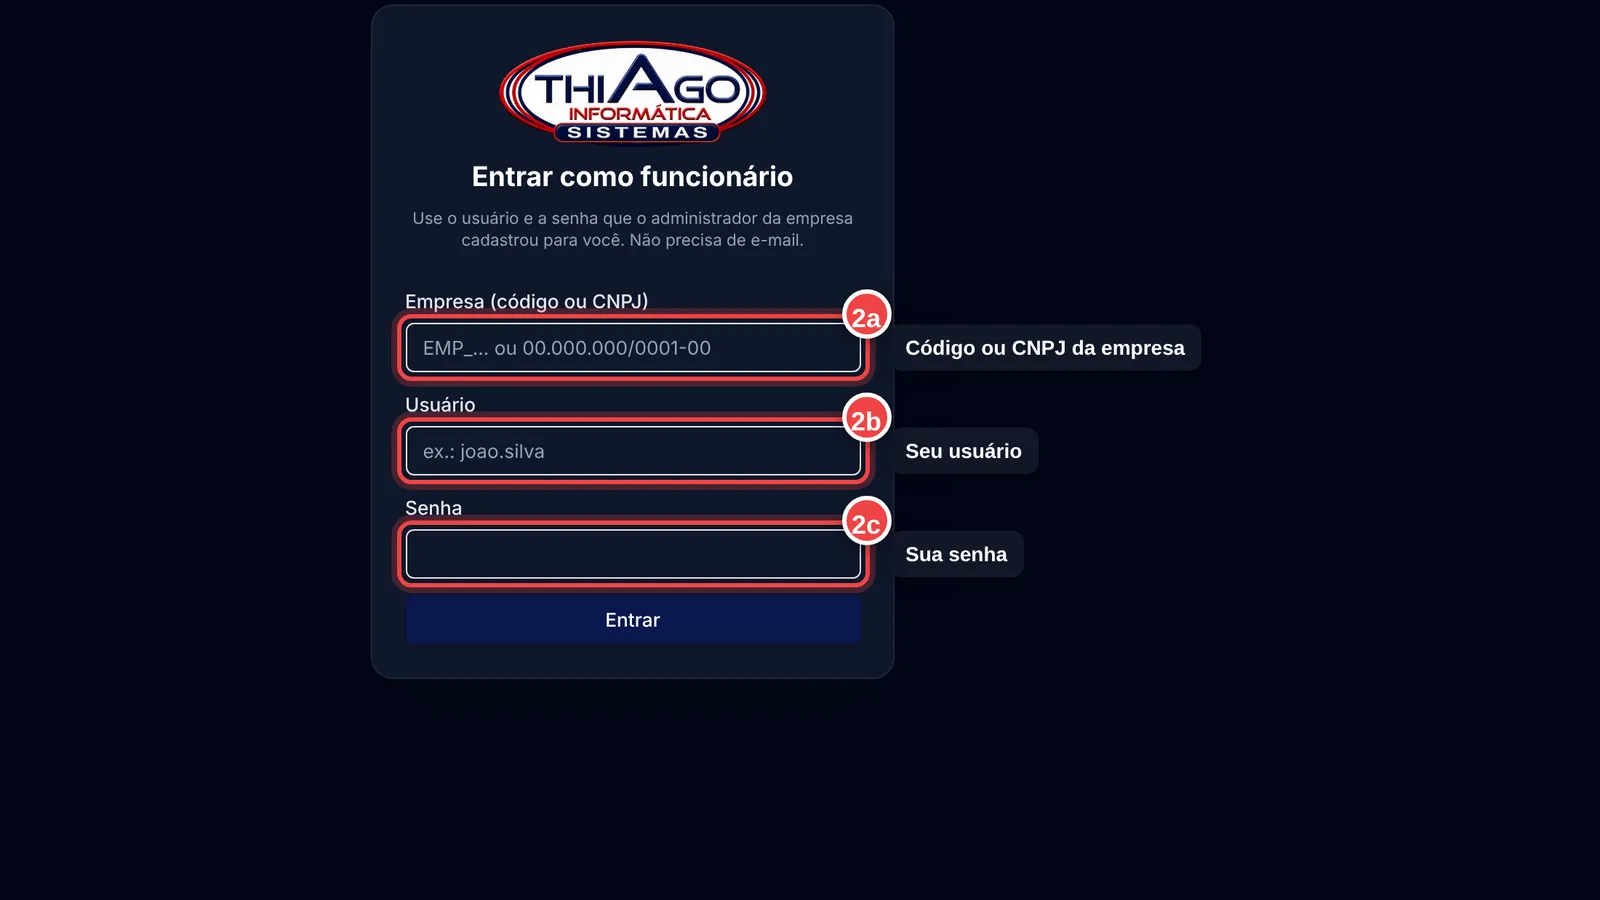 THIAGO
INFORMÁTICA
SISTEMAS
Entrar como funcionário
Use o usuário e a senha que o administrador da empresa
cadastrou para você. Não precisa de e-mail.
Empresa (código ou CNPJ)
2a
EMP_... ou 00.000.000/0001-00
Código ou CNPJ da empresa
Usuário
2b
ex.: joao.silva
Seu usuário
Senha
2c
Sua senha
Entrar